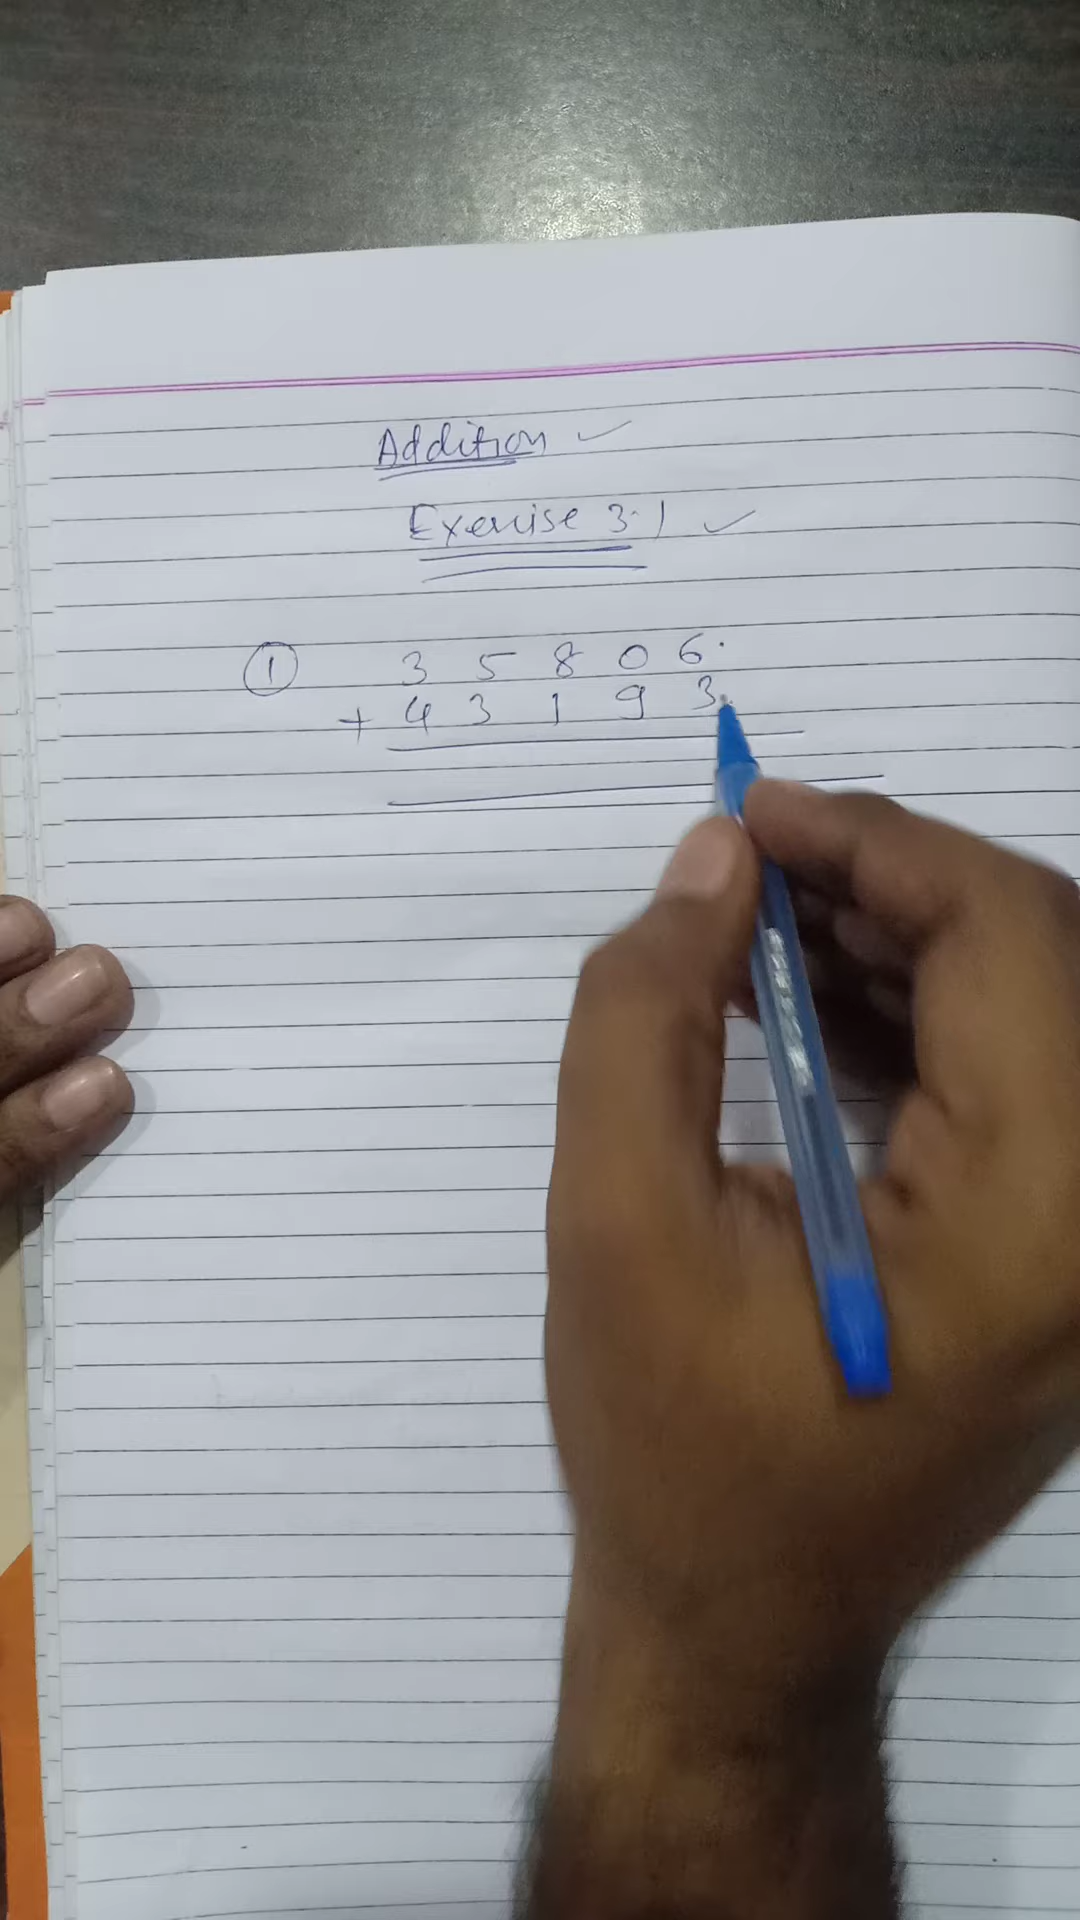 Addition ✓
Exercise 3.1 ✓
① 3 5 8 0 6
+ 4 3 1 9 3